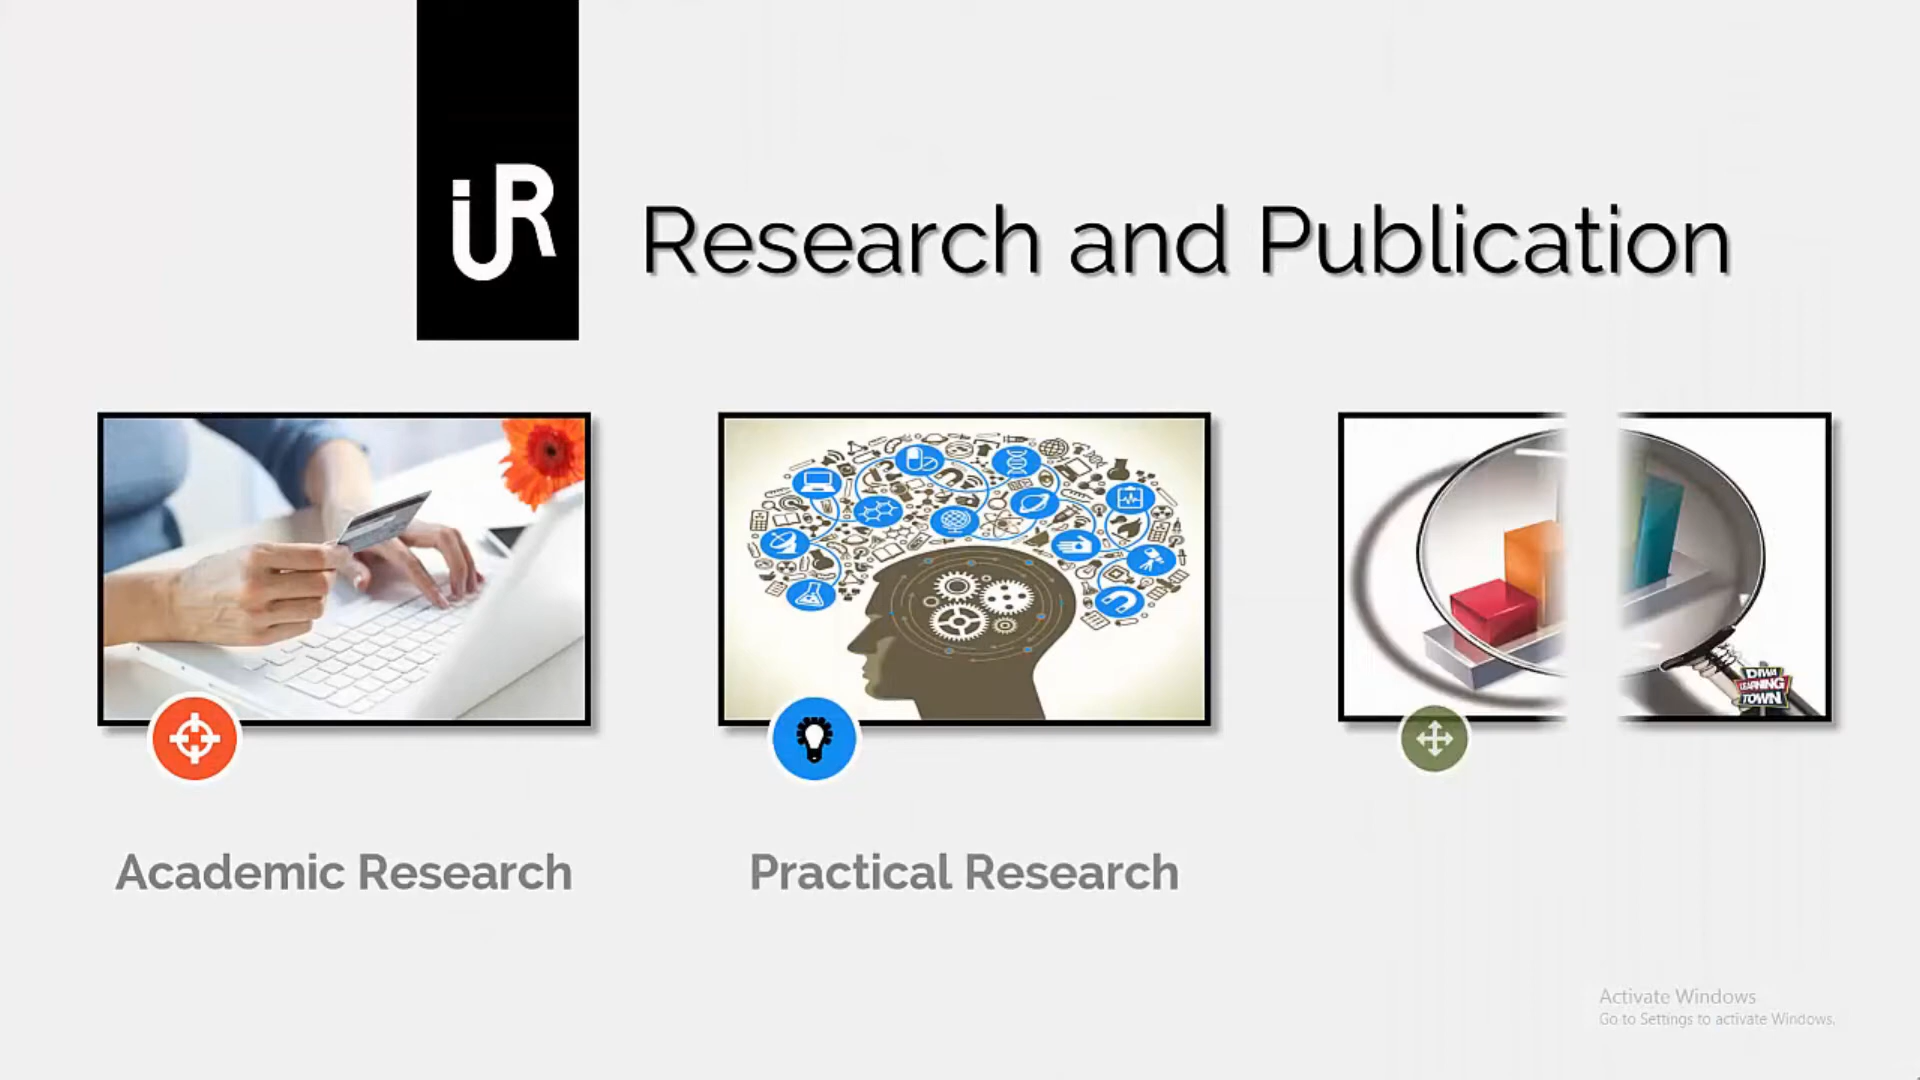 iUR
Research and Publication
DIWA
LEARNING
TOWN
Academic Research
Practical Research
Activate Windows
Go to Settings to activate Windows.